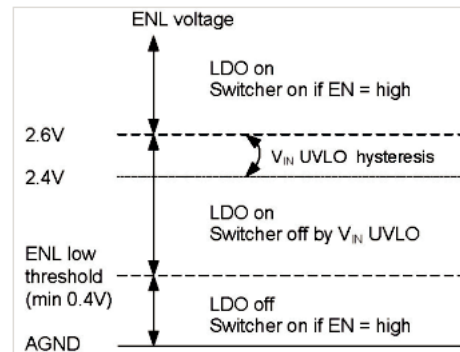 ENL voltage
LDO on
Switcher on if EN = high
2.6V
VIN UVLO hysteresis
2.4V
LDO on
Switcher off by VIN UVLO
ENL low
threshold
(min 0.4V)
LDO off
Switcher on if EN = high
AGND